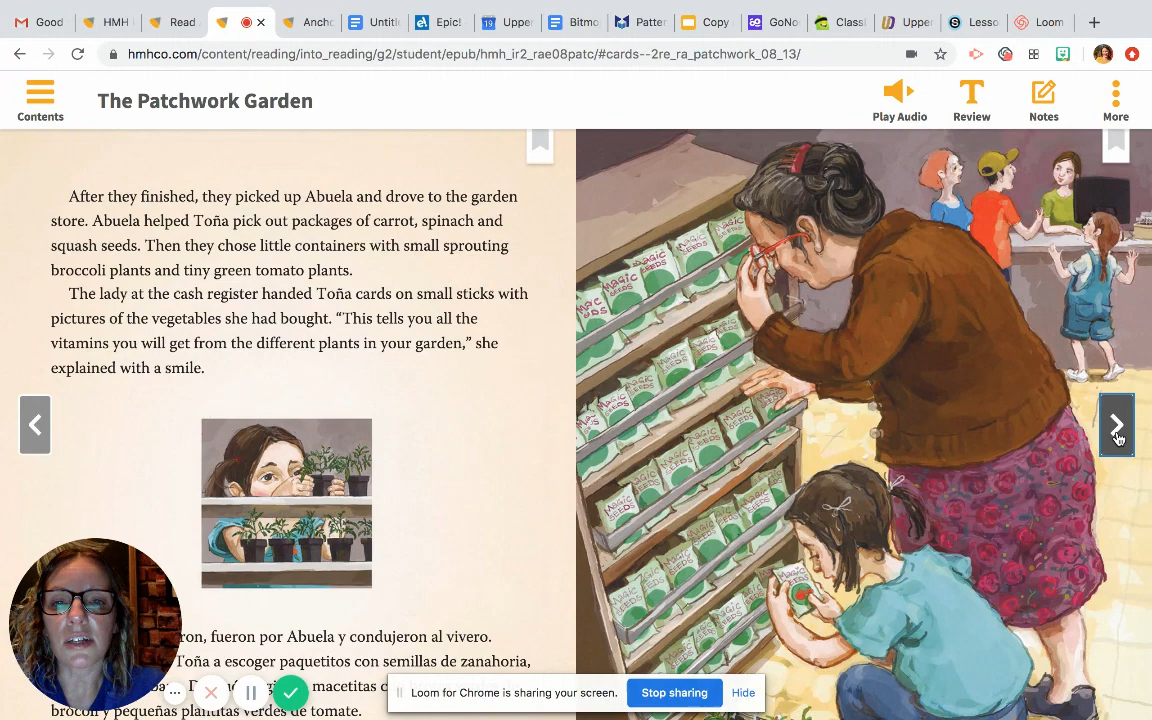 Good
HMH
Read
Ancho
Untitl
Epic!
19
Upper
Bitmo
Patter
Copy
GoNo
Classl
Upper
Lesso
Loom
hmhco.com/content/reading/into_reading/g2/student/epub/hmh_ir2_rae08patc/#cards--2re_ra_patchwork_08_13/
Contents
The Patchwork Garden
Play Audio
Review
Notes
More
After they finished, they picked up Abuela and drove to the garden
store. Abuela helped Toña pick out packages of carrot, spinach and
squash seeds. Then they chose little containers with small sprouting
broccoli plants and tiny green tomato plants.
The lady at the cash register handed Toña cards on small sticks with
pictures of the vegetables she had bought. “This tells you all the
vitamins you will get from the different plants in your garden,” she
explained with a smile.
MAGIC SEEDS
ron, fueron por Abuela y condujeron al vivero.
Toña a escoger paquetitos con semillas de zanahoria,
macetitas
brócoli y pequeñas plantitas verdes de tomate.
Loom for Chrome is sharing your screen.
Stop sharing
Hide